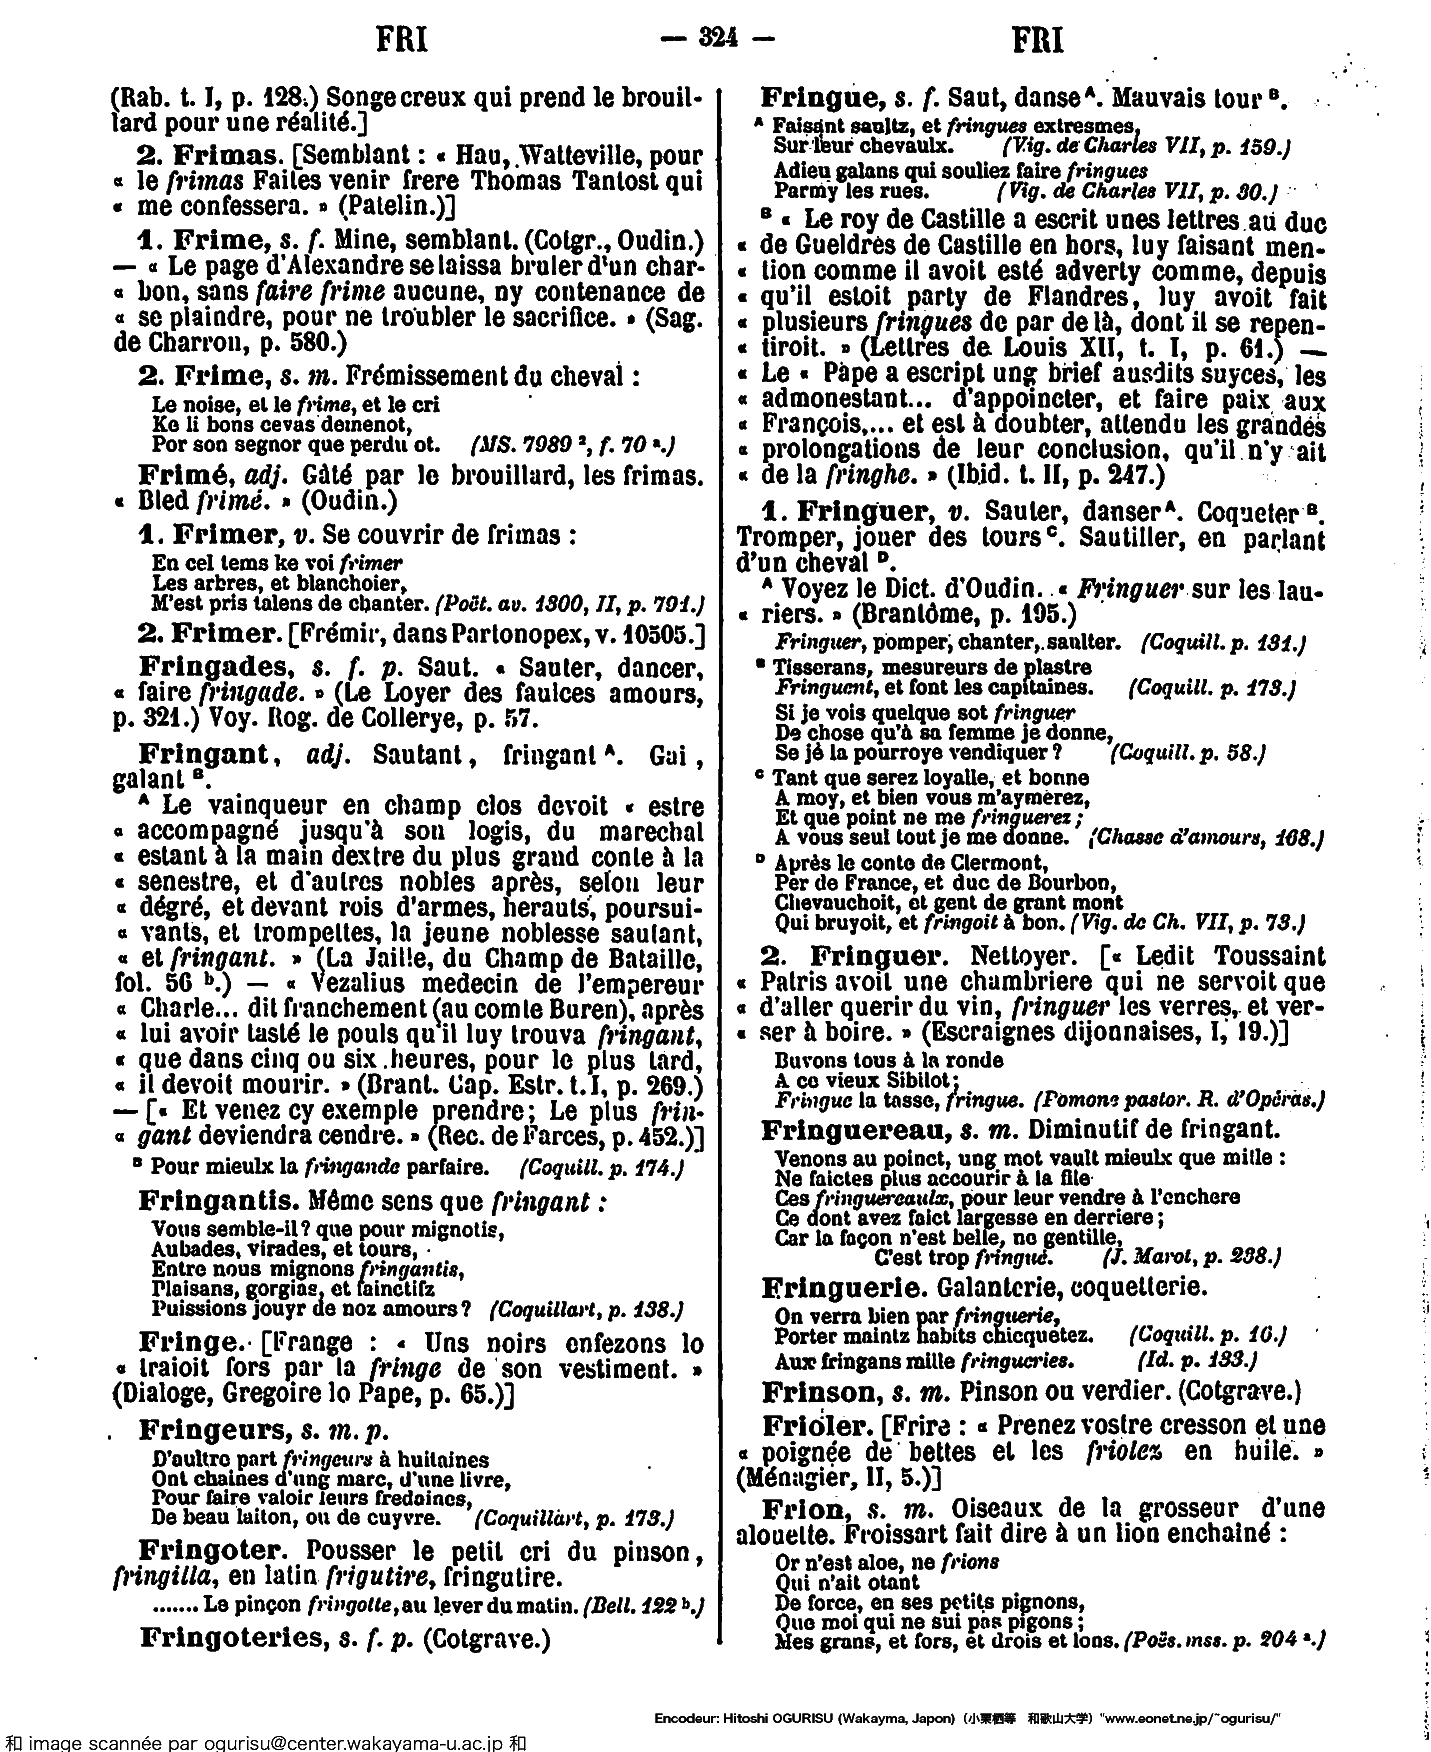 FRI — 324 — FRI
(Rab. t. I, p. 128.) Songe creux qui prend le brouil-
lard pour une réalité.]
2. Frimas. [Semblant : « Hau, Watteville, pour
« le frimas Faites venir frere Thomas Tantost qui
« me confessera. » (Patelin.)]
1. Frime, s. f. Mine, semblant. (Cotgr., Oudin.)
— « Le page d'Alexandre se laissa bruler d'un char-
« bon, sans faire frime aucune, ny contenance de
« se plaindre, pour ne troubler le sacrifice. » (Sag.
de Charron, p. 580.)
2. Frime, s. m. Frémissement du cheval :
Le noise, et le frime, et le cri
Ke li bons cevas demenot,
Por son segnor que perdu ot. (MS. 7989 ², f. 70 ª.)
Frimé, adj. Gâté par le brouillard, les frimas.
« Bled frimé. » (Oudin.)
1. Frimer, v. Se couvrir de frimas :
En cel tems ke voi frimer
Les arbres, et blanchoier,
M'est pris talens de chanter. (Poët. av. 1300, II, p. 791.)
2. Frimer. [Frémir, dans Partonopex, v. 10505.]
Fringades, s. f. p. Saut. « Sauter, dancer,
« faire fringade. » (Le Loyer des faulces amours,
p. 321.) Voy. Rog. de Collerye, p. 57.
Fringant, adj. Sautant, fringant ᴬ. Gai,
galant ᴮ.
ᴬ Le vainqueur en champ clos devoit « estre
« accompagné jusqu'à son logis, du mareschal
« estant à la main dextre du plus grand conte à la
« senestre, et d'autres nobles après, selon leur
« dégré, et devant rois d'armes, herauts, poursui-
« vants, et trompettes, la jeune noblesse sautant,
« et fringant. » (La Jaille, du Champ de Bataille,
fol. 56 ᵇ.) — « Vezalius medecin de l'empereur
« Charle... dit franchement (au comte Buren), après
« lui avoir tasté le pouls qu'il luy trouva fringant,
« que dans cinq ou six heures, pour le plus tard,
« il devoit mourir. » (Brant. Cap. Estr. t. I, p. 269.)
— [« Et venez cy exemple prendre; Le plus frin-
« gant deviendra cendre. » (Rec. de Farces, p. 452.)]
ᴮ Pour mieulx la fringande parfaire. (Coquill. p. 174.)
Fringantis. Même sens que fringant :
Vous semble-il? que pour mignotis,
Aubades, virades, et tours,
Entre nous mignons fringantis,
Plaisans, gorgias, et sainctifz
Puissions jouyr de noz amours? (Coquillart, p. 138.)
Fringe. [Frange : « Uns noirs enfezons lo
« traioit fors par la fringe de son vestiment. »
(Dialoge, Gregoire lo Pape, p. 65.)]
Fringeurs, s. m. p.
D'aultre part fringeurs à huitaines
Ont chaines d'ung marc, d'une livre,
Pour faire valoir leurs fredaines,
De beau laiton, ou de cuyvre. (Coquillart, p. 173.)
Fringoter. Pousser le petit cri du pinson,
fringilla, en latin frigutire, fringutire.
....... Le pinçon fringotte, au lever du matin. (Bell. 122 ᵇ.)
Fringoteries, s. f. p. (Cotgrave.)
Fringue, s. f. Saut, danse ᴬ. Mauvais tour ᴮ.
ᴬ Faisant saultz, et fringues extresmes,
Sur leur chevaulx. (Vig. de Charles VII, p. 159.)
Adieu galans qui souliez faire fringues
Parmy les rues. (Vig. de Charles VII, p. 30.)
ᴮ « Le roy de Castille a escrit unes lettres au duc
« de Gueldres de Castille en hors, luy faisant men-
« tion comme il avoit esté adverty comme, depuis
« qu'il estoit party de Flandres, luy avoit fait
« plusieurs fringues de par de là, dont il se repen-
« tiroit. » (Lettres de Louis XII, t. I, p. 61.) —
« Le « Pape a escript ung brief ausdits suyces, les
« admonestant... d'appoincter, et faire paix aux
« François,... et est à doubter, attendu les grandes
« prolongations de leur conclusion, qu'il n'y ait
« de la fringhe. » (Ibid. t. II, p. 247.)
1. Fringuer, v. Sauter, danser ᴬ. Coqueter ᴮ.
Tromper, jouer des tours ᶜ. Sautiller, en parlant
d'un cheval ᴰ.
ᴬ Voyez le Dict. d'Oudin. « Fringuer sur les lau-
« riers. » (Brantôme, p. 195.)
Fringuer, pomper, chanter, saulter. (Coquill. p. 131.)
ᴮ Tisserans, mesureurs de plastre
Fringuent, et font les capitaines. (Coquill. p. 173.)
Si je vois quelque sot fringuer
De chose qu'à sa femme je donne,
Se jè la pourroye vendiquer ? (Coquill. p. 58.)
ᶜ Tant que serez loyalle, et bonne
A moy, et bien vous m'aymerez,
Et que point ne me fringuerez ;
A vous seul tout je me donne. (Chasse d'amours, 168.)
ᴰ Après le conte de Clermont,
Per de France, et duc de Bourbon,
Chevauchoit, et gent de grant mont
Qui bruyoit, et fringoit à bon. (Vig. de Ch. VII, p. 73.)
2. Fringuer. Nettoyer. [« Ledit Toussaint
« Patris avoit une chambriere qui ne servoit que
« d'aller querir du vin, fringuer les verres, et ver-
« ser à boire. » (Escraignes dijonnaises, I, 19.)]
Buvons tous à la ronde
A ce vieux Sibilot ;
Fringue la tasse, fringue. (Pomone pastor. R. d'Opéras.)
Fringuereau, s. m. Diminutif de fringant.
Venons au poinct, ung mot vault mieulx que mille :
Ne faictes plus accourir à la file
Ces fringuereaulx, pour leur vendre à l'enchere
Ce dont avez faict largesse en derriere ;
Car la façon n'est belle, ne gentille,
C'est trop fringué. (J. Marot, p. 238.)
Fringuerie. Galanterie, coquetterie.
On verra bien par fringuerie,
Porter maintz habits chicquetez. (Coquill. p. 16.)
Aux fringans mille fringueries. (Id. p. 133.)
Frinson, s. m. Pinson ou verdier. (Cotgrave.)
Frioler. [Frire : « Prenez vostre cresson et une
« poignée de bettes et les friolez en huile. »
(Ménagier, II, 5.)]
Frion, s. m. Oiseaux de la grosseur d'une
alouette. Froissart fait dire à un lion enchainé :
Or n'est aloe, ne frions
Qui n'ait otant
De force, en ses petits pignons,
Que moi qui ne sui pas pigons ;
Mes grans, et fors, et drois et lons. (Poës. mss. p. 204 ª.)
Encodeur: Hitoshi OGURISU (Wakayma, Japon) (小栗栖等 和歌山大学) "www.eonet.ne.jp/~ogurisu/"
和 image scannée par ogurisu@center.wakayama-u.ac.jp 和